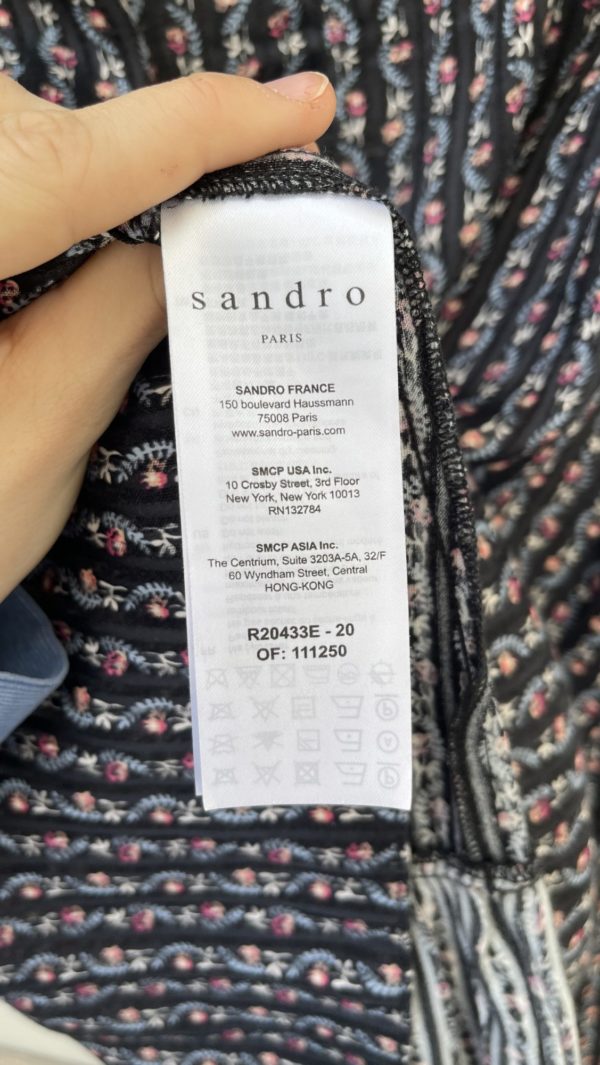 sandro
PARIS
SANDRO FRANCE
150 boulevard Haussmann
75008 Paris
www.sandro-paris.com
SMCP USA Inc.
10 Crosby Street, 3rd Floor
New York, New York 10013
RN132784
SMCP ASIA Inc.
The Centrium, Suite 3203A-5A, 32/F
60 Wyndham Street, Central
HONG-KONG
R20433E - 20
OF: 111250